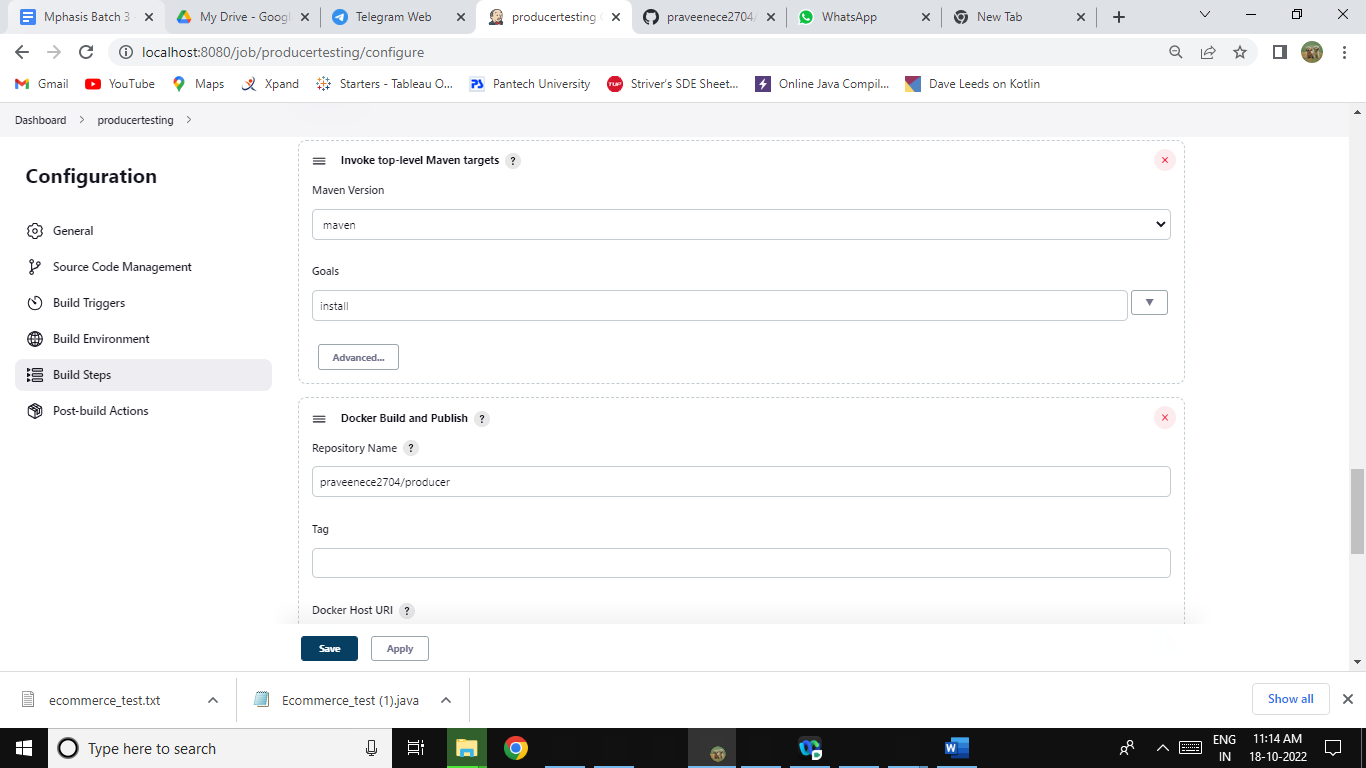 Mphasis Batch 3
My Drive - Googl
Telegram Web
producertesting
praveenece2704/
WhatsApp
New Tab
localhost:8080/job/producertesting/configure
Gmail
YouTube
Maps
Xpand
Starters - Tableau O...
Pantech University
Striver's SDE Sheet...
Online Java Compil...
Dave Leeds on Kotlin
Dashboard
producertesting
Configuration
General
Source Code Management
Build Triggers
Build Environment
Build Steps
Post-build Actions
Invoke top-level Maven targets ?
Maven Version
maven
Goals
install
Advanced...
Docker Build and Publish ?
Repository Name ?
praveenece2704/producer
Tag
Docker Host URI ?
Save
Apply
ecommerce_test.txt
Ecommerce_test (1).java
Show all
Type here to search
ENG
IN
11:14 AM
18-10-2022